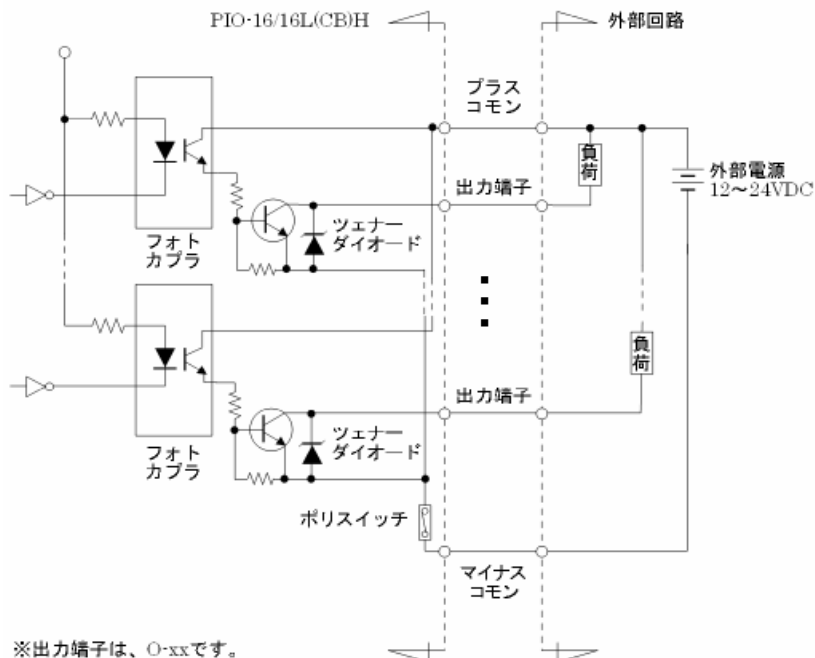 PIO-16/16L(CB)H
外部回路
プラス
コモン
負荷
外部電源
12～24VDC
出力端子
ツェナー
ダイオード
フォト
カプラ
負荷
出力端子
ツェナー
ダイオード
フォト
カプラ
ポリスイッチ
マイナス
コモン
※出力端子は、O-xxです。